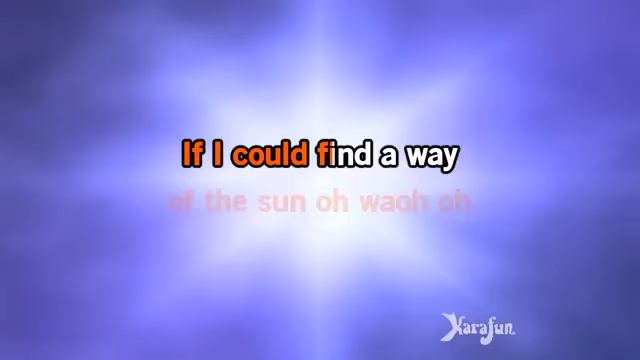 If I could find a way
of the sun oh waoh oh
Karafun